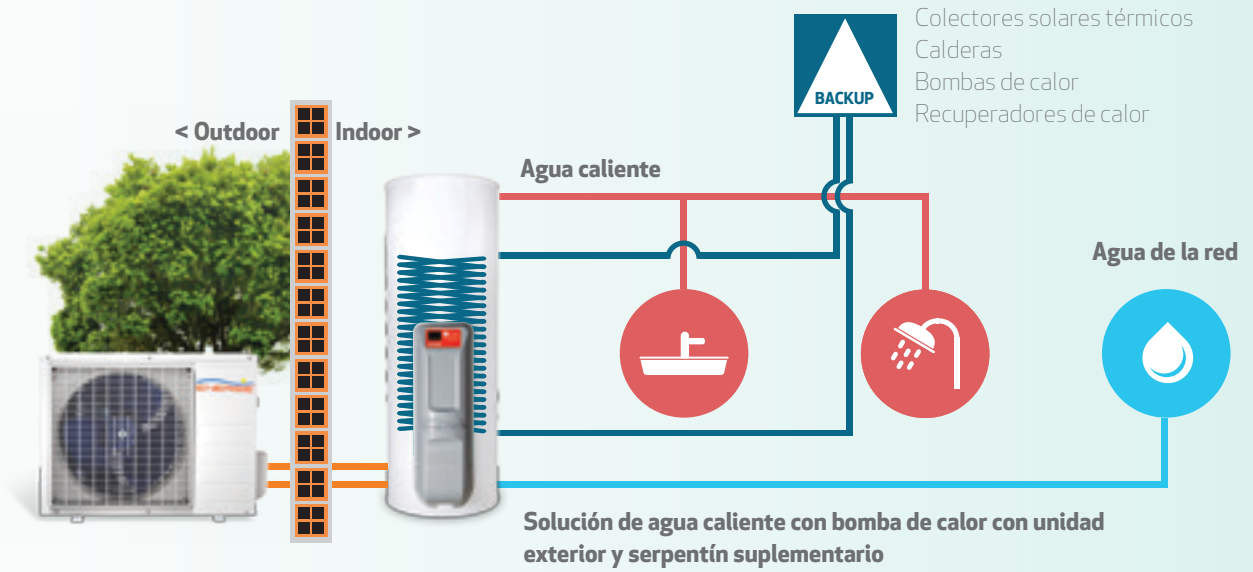 Colectores solares térmicos
Calderas
Bombas de calor
Recuperadores de calor
BACKUP
< Outdoor
Indoor >
Agua caliente
Agua de la red
Solución de agua caliente con bomba de calor con unidad
exterior y serpentín suplementario